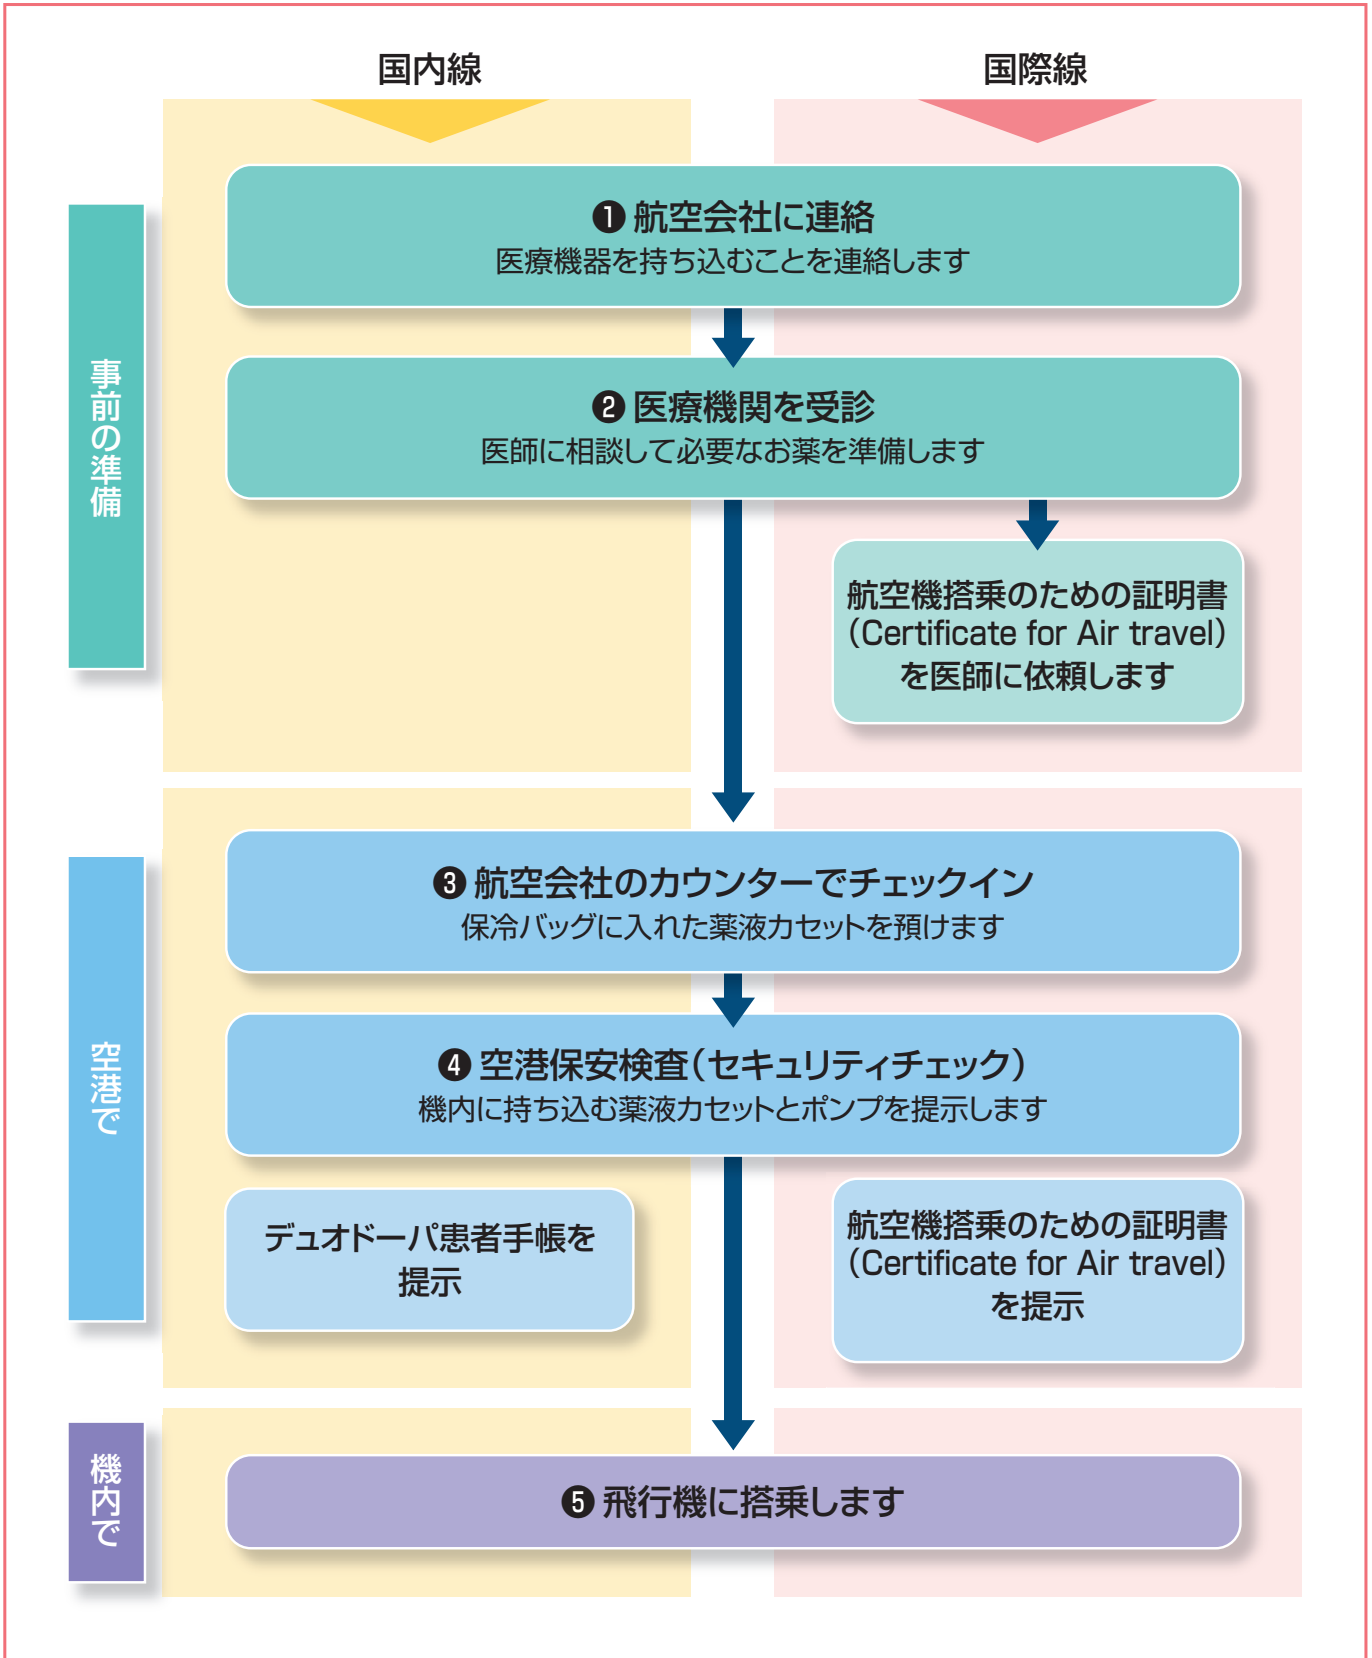 国内線
国際線
事前の準備
❶ 航空会社に連絡
医療機器を持ち込むことを連絡します
❷ 医療機関を受診
医師に相談して必要なお薬を準備します
航空機搭乗のための証明書
（Certificate for Air travel）
を医師に依頼します
空港で
❸ 航空会社のカウンターでチェックイン
保冷バッグに入れた薬液カセットを預けます
❹ 空港保安検査（セキュリティチェック）
機内に持ち込む薬液カセットとポンプを提示します
デュオドーパ患者手帳を
提示
航空機搭乗のための証明書
（Certificate for Air travel）
を提示
機内で
❺ 飛行機に搭乗します